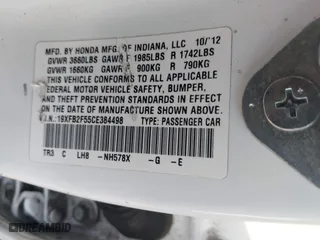 MFD. BY HONDA MFG. OF INDIANA, LLC 10/'12
GVWR 3660LBS GAWR F 1985LBS R 1742LBS
GVWR 1660KG GAWR F 900KG R 790KG
THIS VEHICLE CONFORMS TO ALL APPLICABLE
FEDERAL MOTOR VEHICLE SAFETY, BUMPER,
AND THEFT PREVENTION STANDARDS IN EFFECT
ON THE DATE OF MANUFACTURE SHOWN ABOVE.
V.I.N.: 19XFB2F55CE384498 TYPE: PASSENGER CAR
TR3 C LH8 -NH578X -G -E